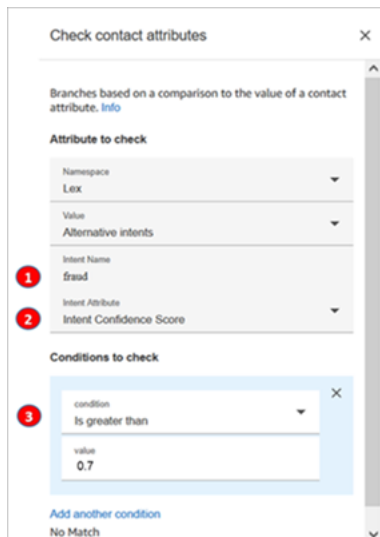 Check contact attributes
Branches based on a comparison to the value of a contact
attribute. Info
Attribute to check
Namespace
Lex
Value
Alternative intents
Intent Name
1
fraud
Intent Attribute
2
Intent Confidence Score
Conditions to check
condition
3
Is greater than
value
0.7
Add another condition
No Match